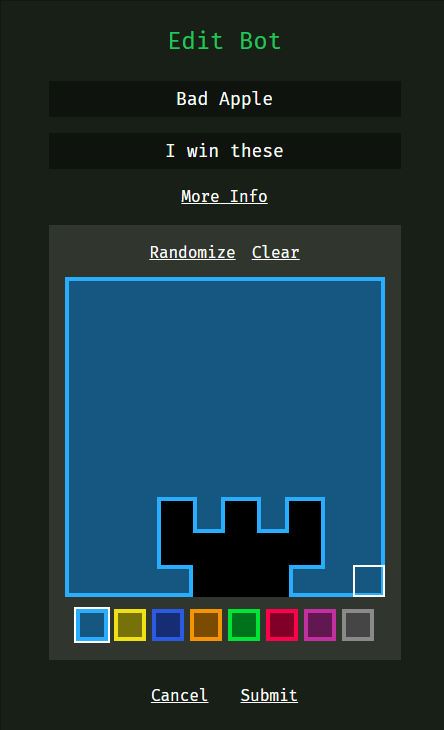 Edit Bot
Bad Apple
I win these
More Info
Randomize Clear
Cancel Submit